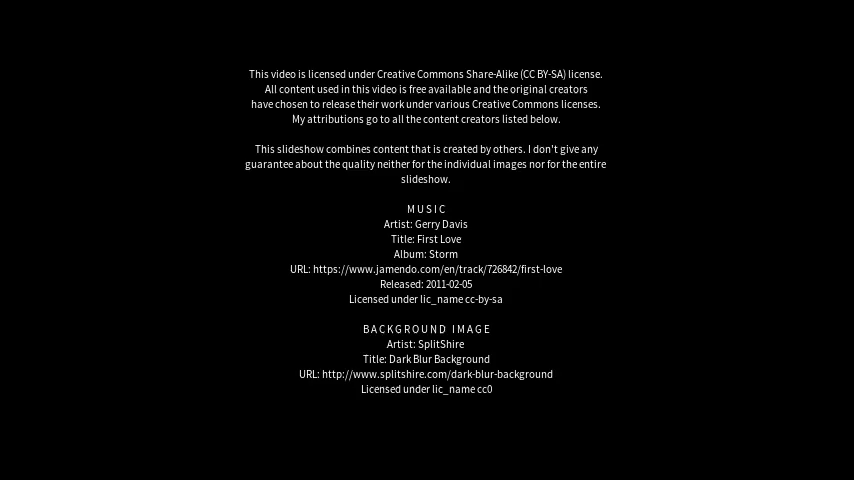 This video is licensed under Creative Commons Share-Alike (CC BY-SA) license.
All content used in this video is free available and the original creators
have chosen to release their work under various Creative Commons licenses.
My attributions go to all the content creators listed below.
This slideshow combines content that is created by others. I don't give any
guarantee about the quality neither for the individual images nor for the entire
slideshow.
MUSIC
Artist: Gerry Davis
Title: First Love
Album: Storm
URL: https://www.jamendo.com/en/track/726842/first-love
Released: 2011-02-05
Licensed under lic_name cc-by-sa
BACKGROUND IMAGE
Artist: SplitShire
Title: Dark Blur Background
URL: http://www.splitshire.com/dark-blur-background
Licensed under lic_name cc0